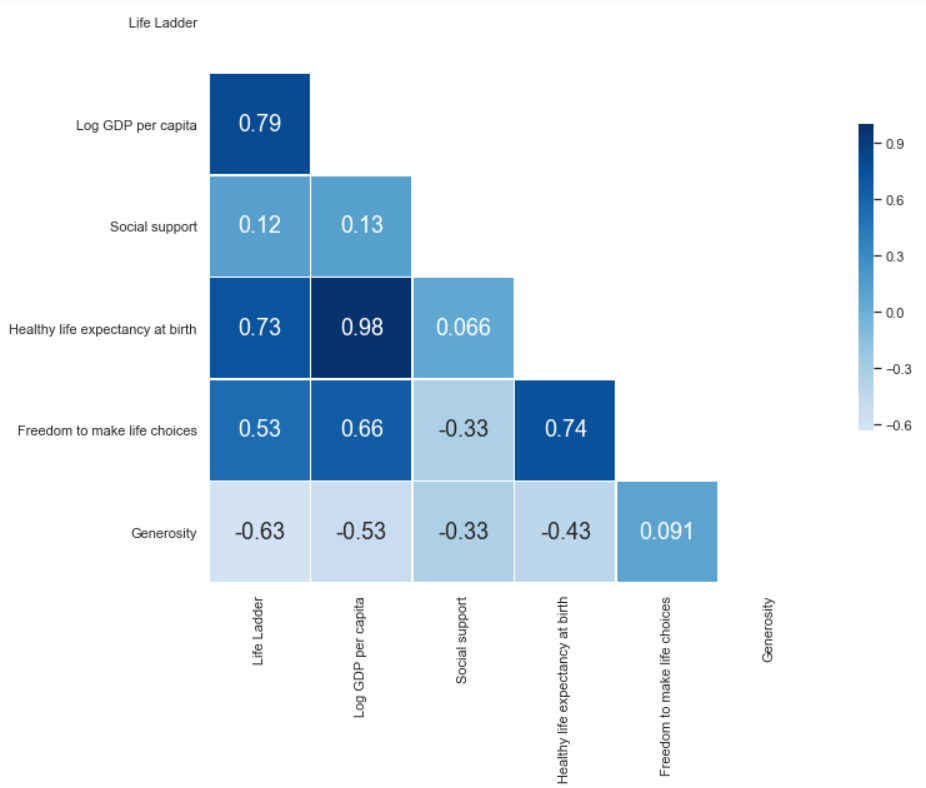 Life Ladder
Log GDP per capita 0.79
Social support 0.12 0.13
Healthy life expectancy at birth 0.73 0.98 0.066
Freedom to make life choices 0.53 0.66 -0.33 0.74
Generosity -0.63 -0.53 -0.33 -0.43 0.091
Life Ladder
Log GDP per capita
Social support
Healthy life expectancy at birth
Freedom to make life choices
Generosity
0.9
0.6
0.3
0.0
−0.3
−0.6